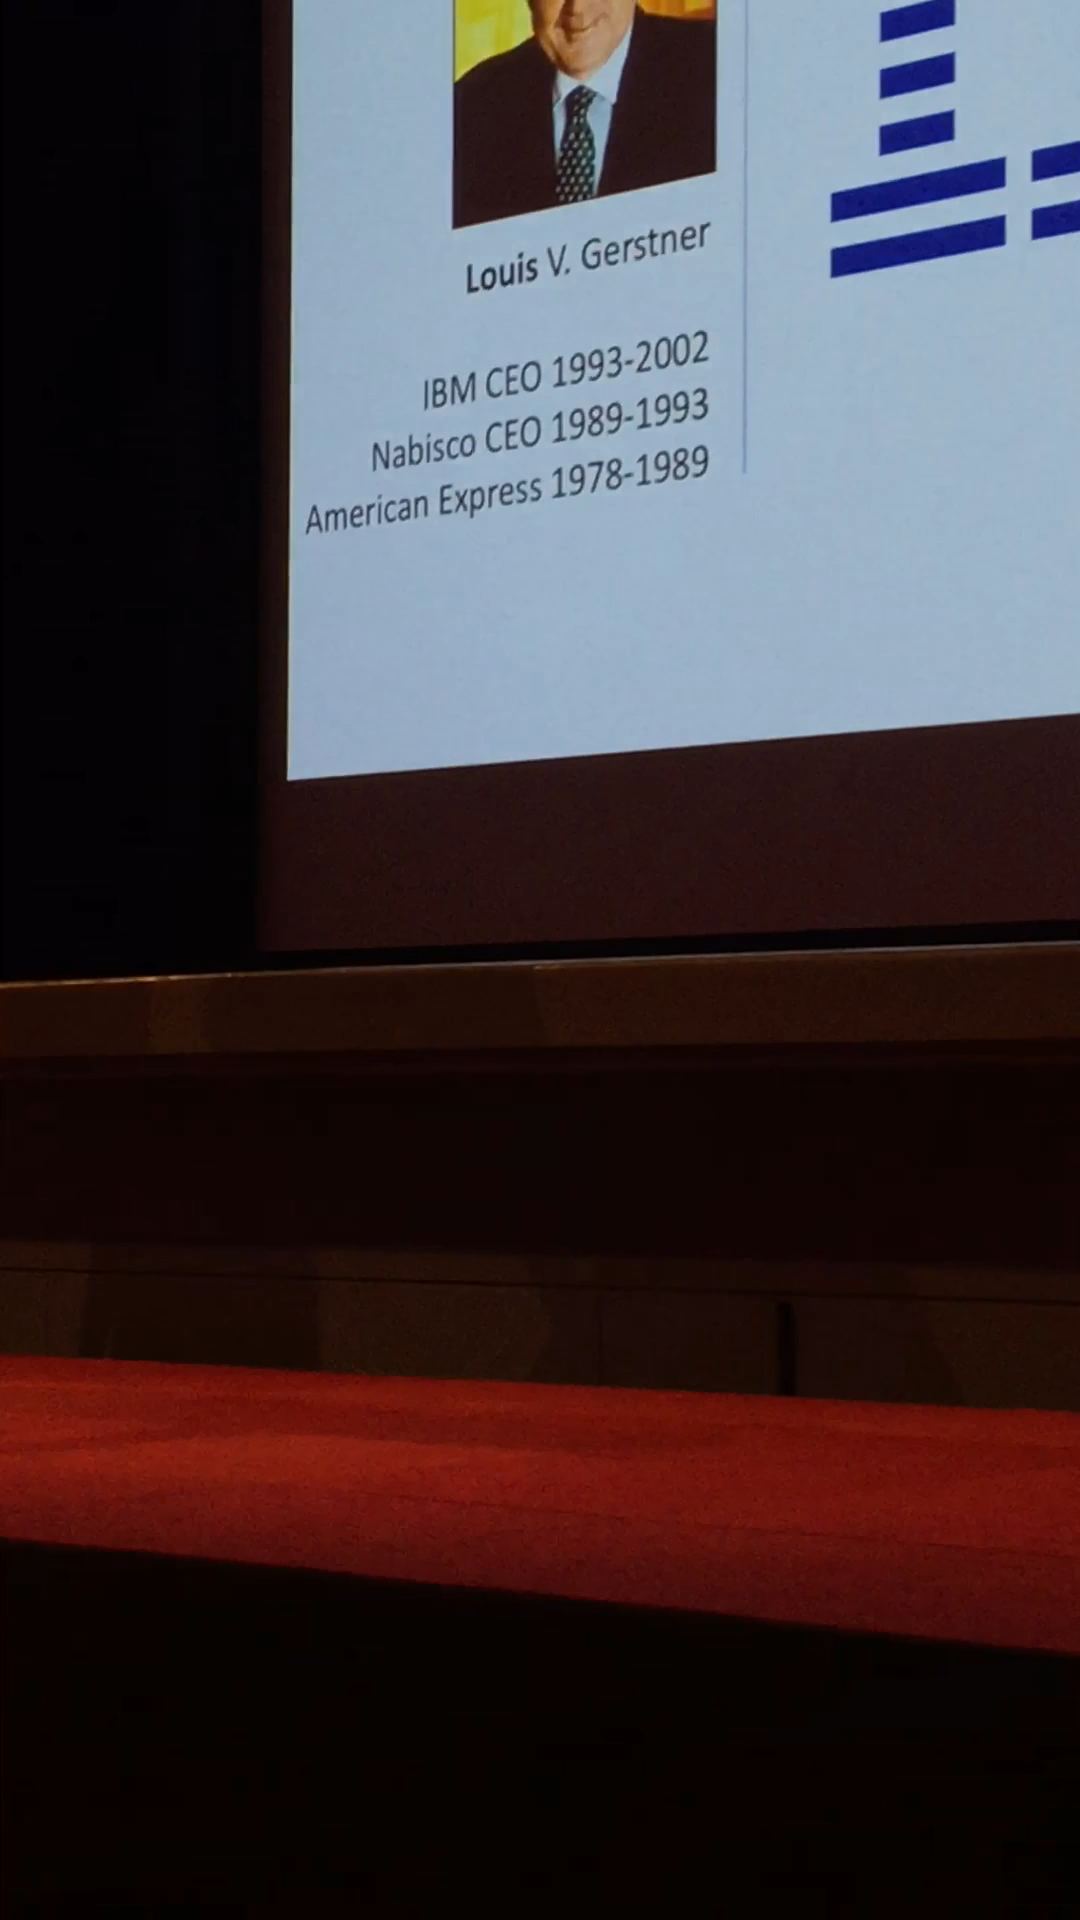 Louis V. Gerstner
IBM CEO 1993-2002
Nabisco CEO 1989-1993
American Express 1978-1989